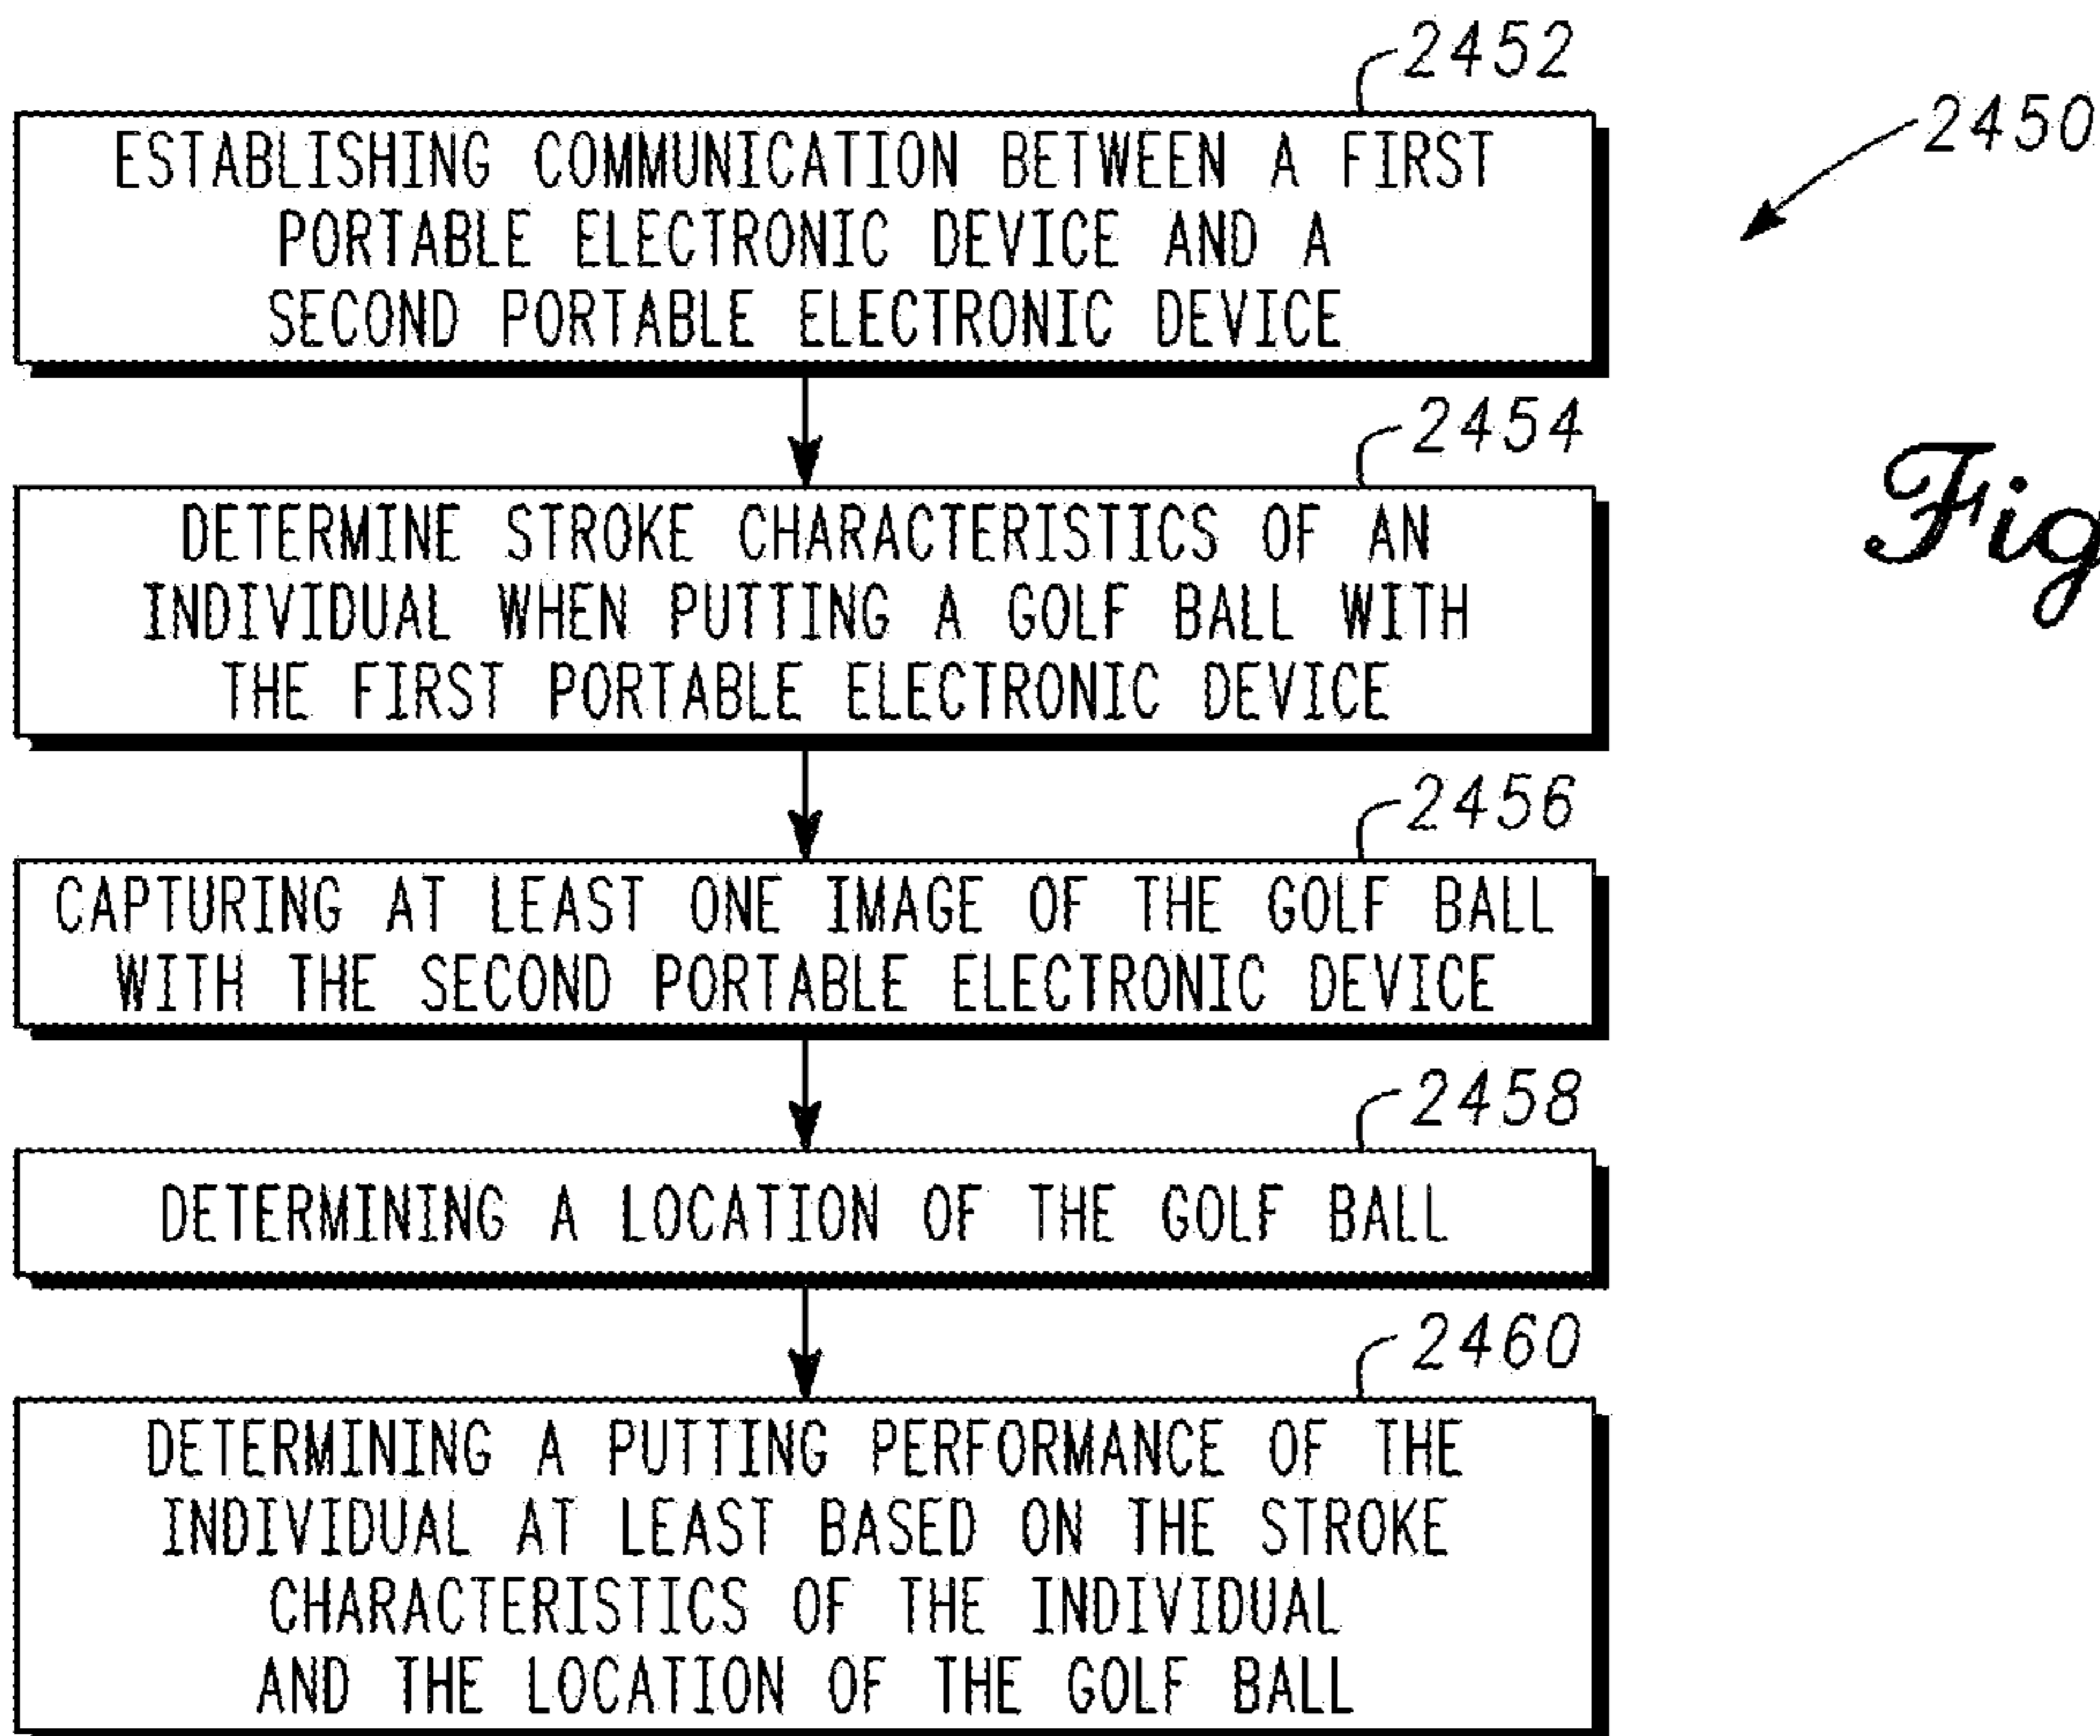 2452
2450
ESTABLISHING COMMUNICATION BETWEEN A FIRST
PORTABLE ELECTRONIC DEVICE AND A
SECOND PORTABLE ELECTRONIC DEVICE
2454
DETERMINE STROKE CHARACTERISTICS OF AN
INDIVIDUAL WHEN PUTTING A GOLF BALL WITH
THE FIRST PORTABLE ELECTRONIC DEVICE
Fig
2456
CAPTURING AT LEAST ONE IMAGE OF THE GOLF BALL
WITH THE SECOND PORTABLE ELECTRONIC DEVICE
2458
DETERMINING A LOCATION OF THE GOLF BALL
2460
DETERMINING A PUTTING PERFORMANCE OF THE
INDIVIDUAL AT LEAST BASED ON THE STROKE
CHARACTERISTICS OF THE INDIVIDUAL
AND THE LOCATION OF THE GOLF BALL